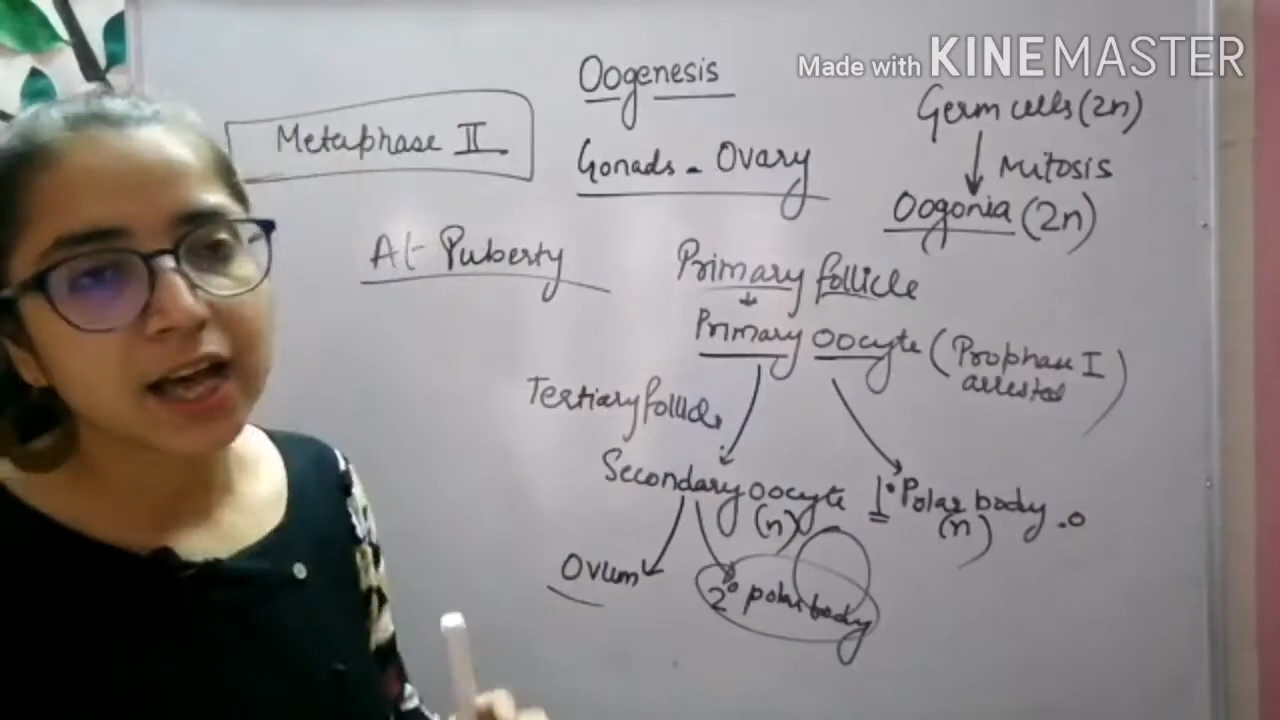 Made with KINEMASTER
Oogenesis
Germ cells (2n)
Metaphase II
Gonads - Ovary
Mitosis
Oogonia (2n)
At Puberty
Primary follicle
Primary oocyte (Prophase I
arrested)
Tertiary follicle
Secondary oocyte
(n)
1° Polar body
(n)
Ovum
2° polar body